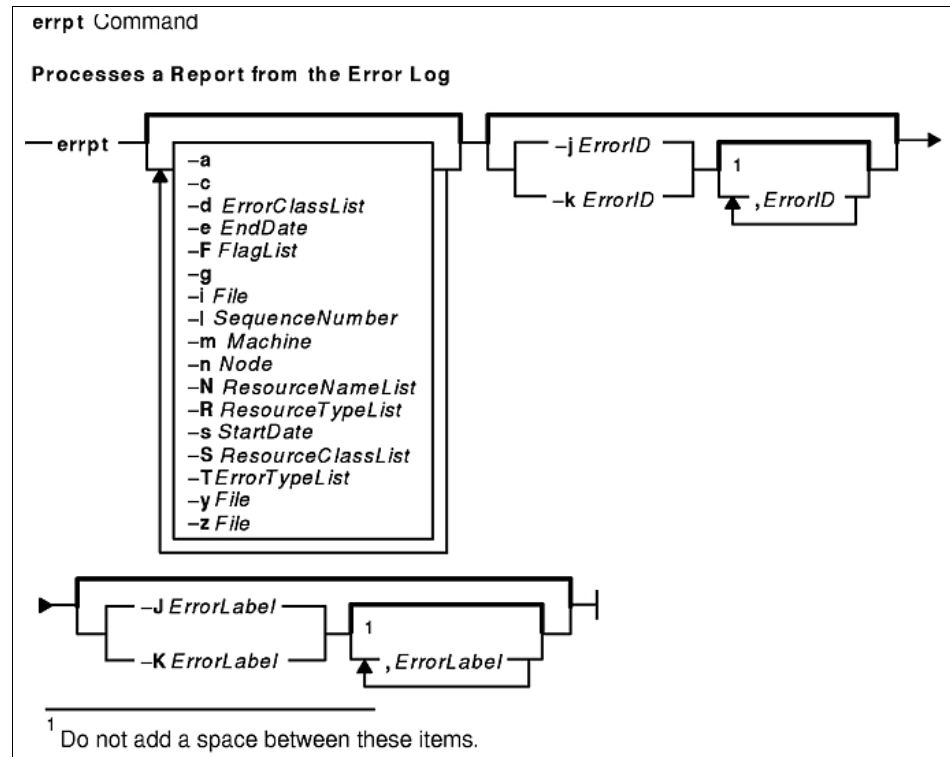 errpt Command
Processes a Report from the Error Log
errpt
–a
–c
–d ErrorClassList
–e EndDate
–F FlagList
–g
–i File
–l SequenceNumber
–m Machine
–n Node
–N ResourceNameList
–R ResourceTypeList
–s StartDate
–S ResourceClassList
–TErrorTypeList
–y File
–z File
–j ErrorID
–k ErrorID
1
,ErrorID
–J ErrorLabel
–K ErrorLabel
1
,ErrorLabel
1 Do not add a space between these items.